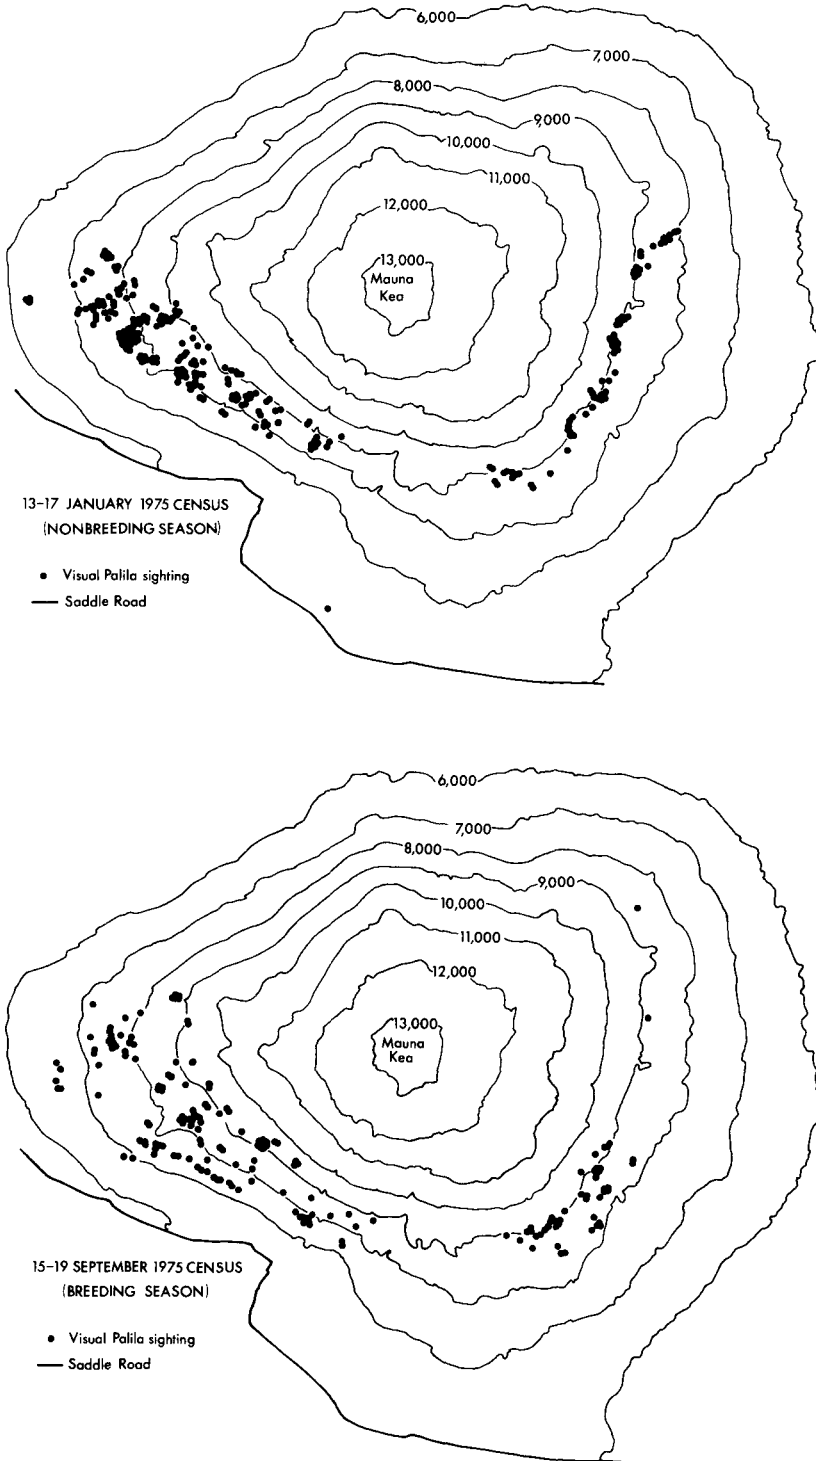 6,000
7,000
8,000
9,000
10,000
11,000
12,000
13,000
Mauna
Kea
13-17 JANUARY 1975 CENSUS
(NONBREEDING SEASON)
Visual Palila sighting
Saddle Road
6,000
7,000
8,000
9,000
10,000
11,000
12,000
13,000
Mauna
Kea
15-19 SEPTEMBER 1975 CENSUS
(BREEDING SEASON)
Visual Palila sighting
Saddle Road